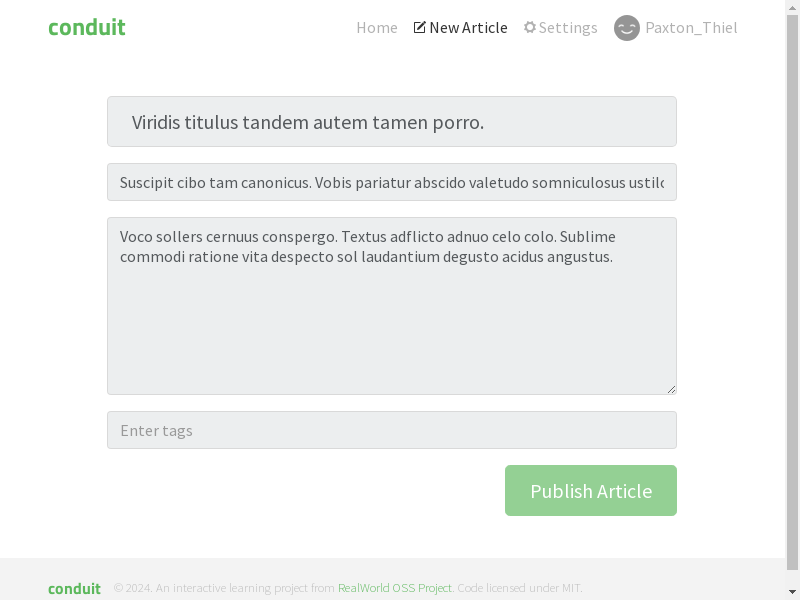 conduit
Home New Article Settings Paxton_Thiel
Viridis titulus tandem autem tamen porro.
Suscipit cibo tam canonicus. Vobis pariatur abscido valetudo somniculosus
Voco sollers cernuus conspergo. Textus adflicto adnuo celo colo. Sublime
commodi ratione vita despecto sol laudantium degusto acidus angustus.
Enter tags
Publish Article
conduit © 2024. An interactive learning project from RealWorld OSS Project. Code licensed under MIT.